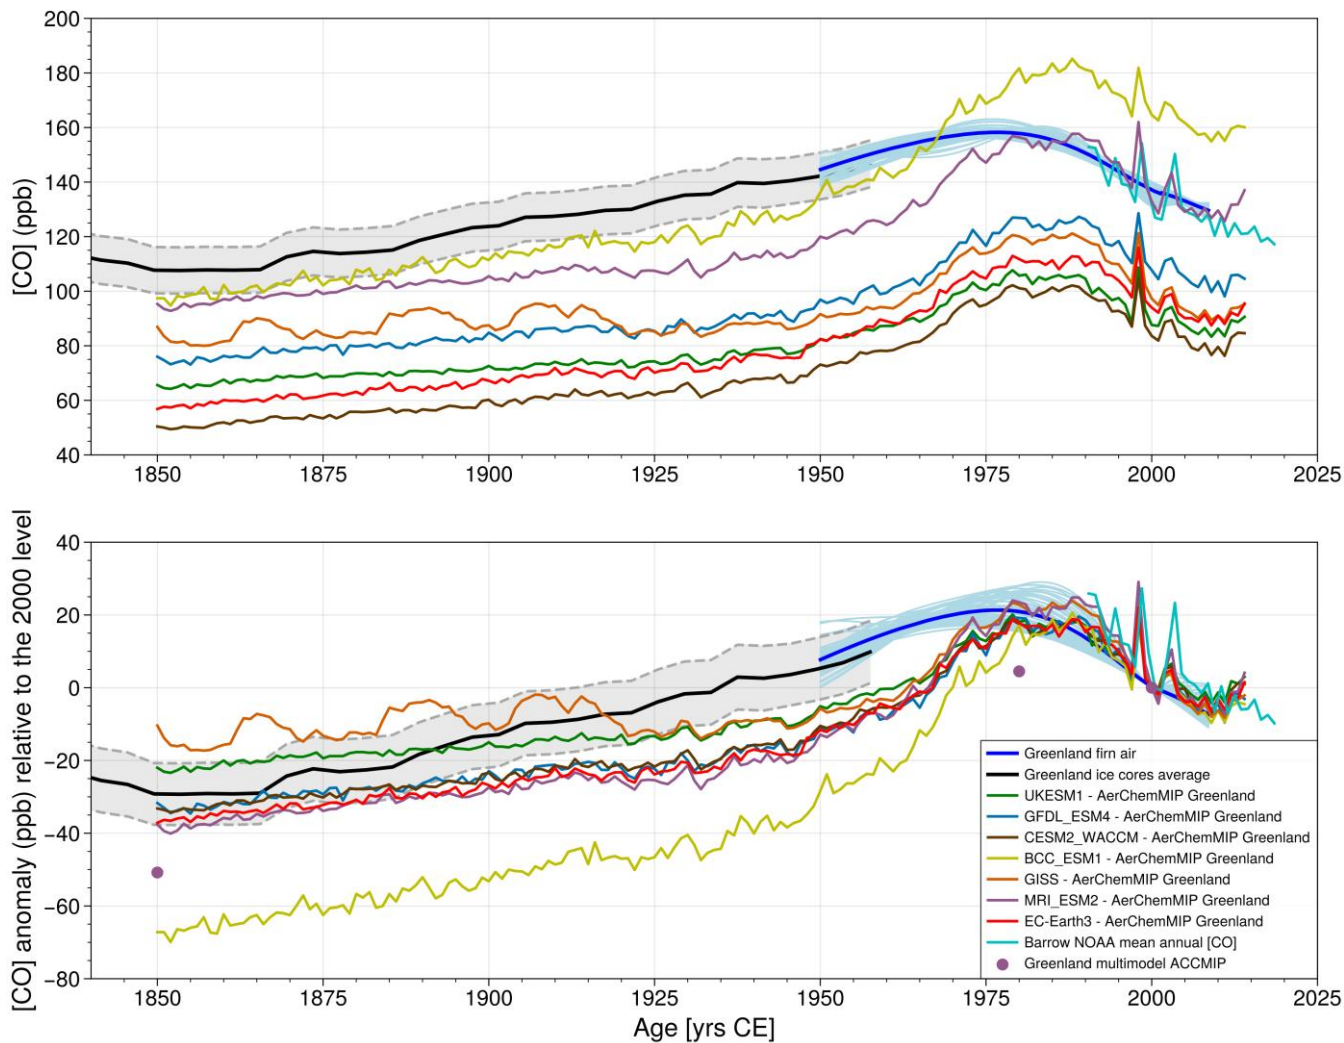 200
180
160
140
120
100
80
60
40
[CO] (ppb)
1850 1875 1900 1925 1950 1975 2000 2025
40
20
0
−20
−40
−60
−80
[CO] anomaly (ppb) relative to the 2000 level
Greenland firn air
Greenland ice cores average
UKESM1 - AerChemMIP Greenland
GFDL_ESM4 - AerChemMIP Greenland
CESM2_WACCM - AerChemMIP Greenland
BCC_ESM1 - AerChemMIP Greenland
GISS - AerChemMIP Greenland
MRI_ESM2 - AerChemMIP Greenland
EC-Earth3 - AerChemMIP Greenland
Barrow NOAA mean annual [CO]
Greenland multimodel ACCMIP
1850 1875 1900 1925 1950 1975 2000 2025
Age [yrs CE]